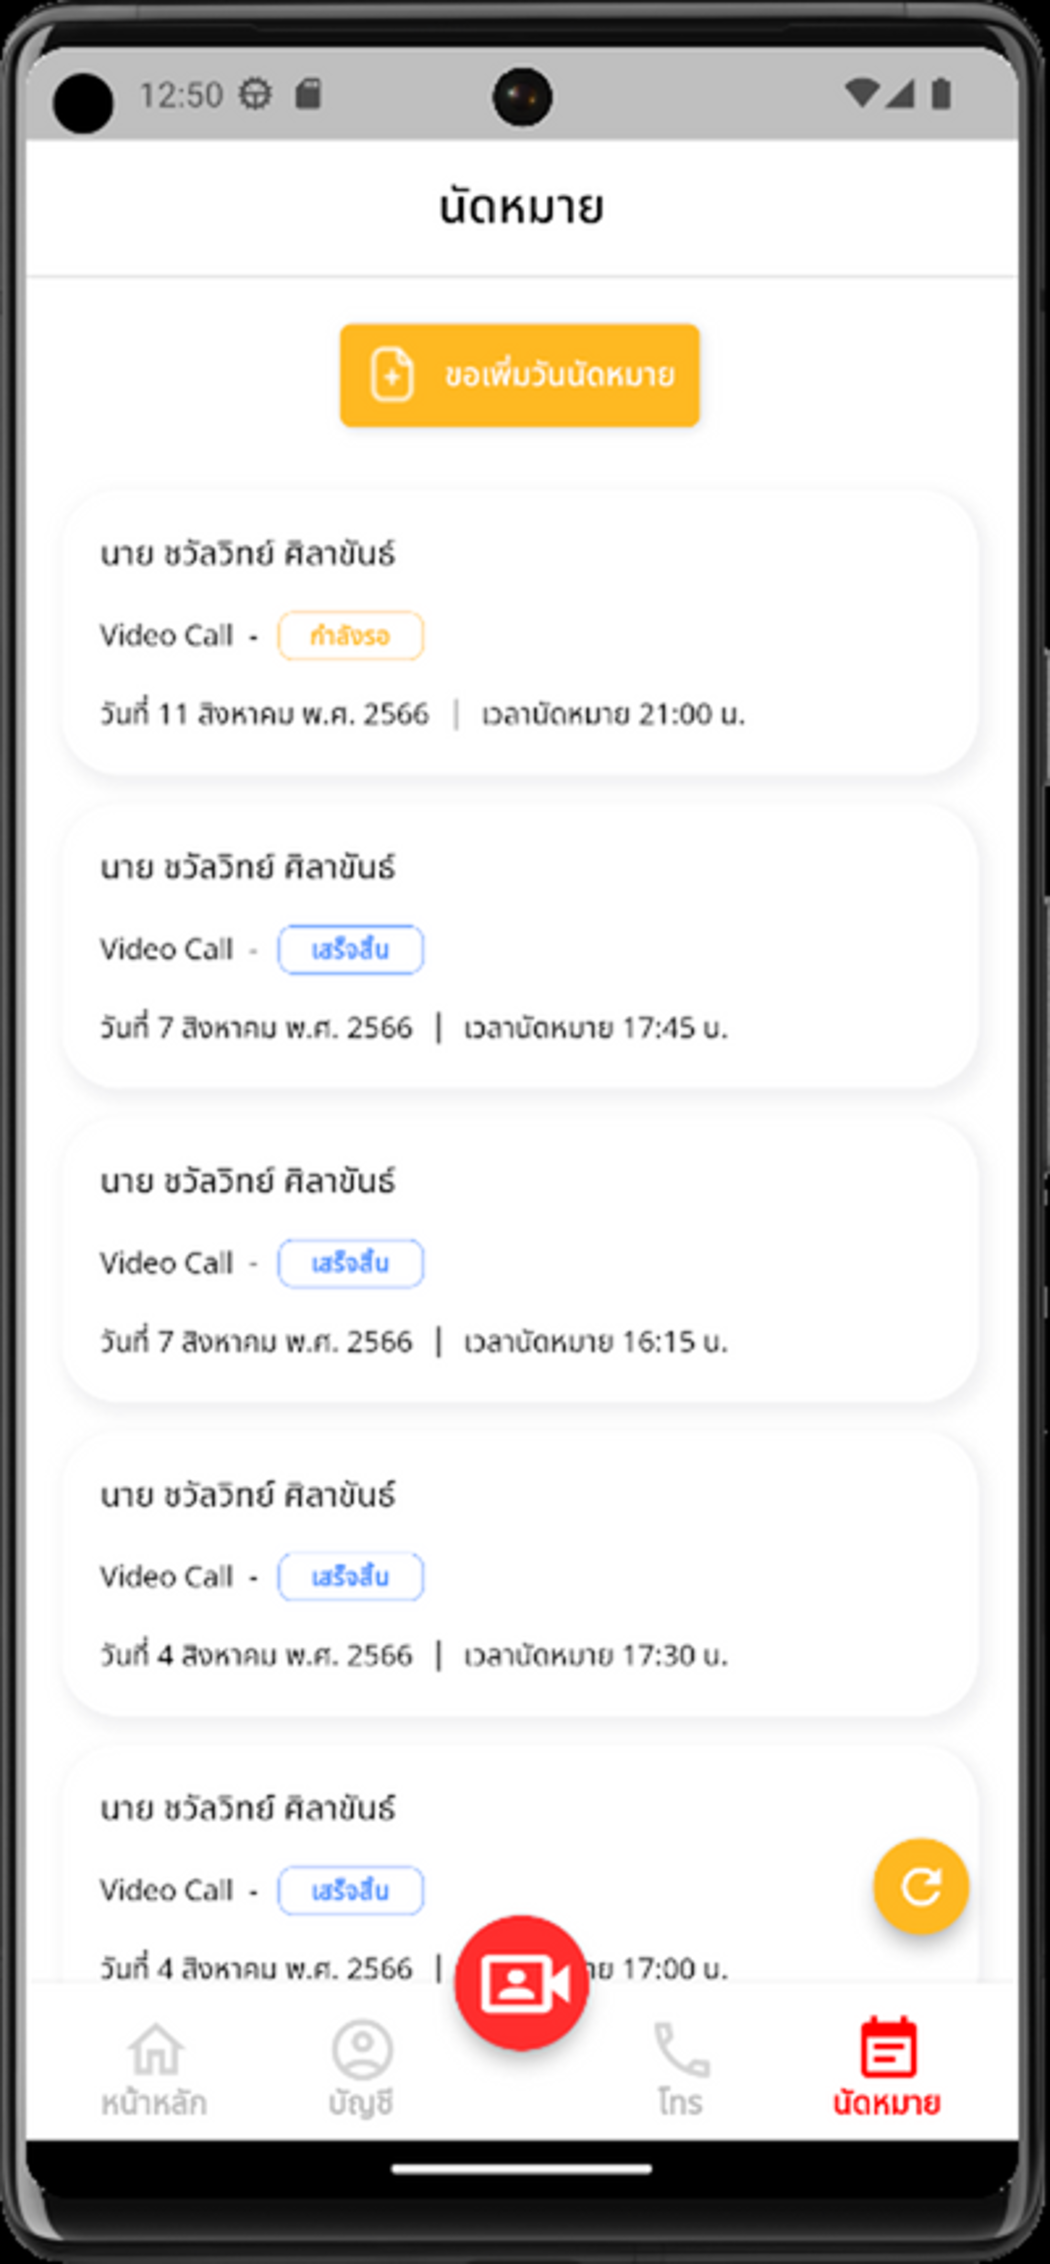 12:50
นัดหมาย
ขอเพิ่มวันนัดหมาย
นาย ชวัลวิทย์ ศิลาขันธ์
Video Call - กำลังรอ
วันที่ 11 สิงหาคม พ.ศ. 2566 | เวลานัดหมาย 21:00 น.
นาย ชวัลวิทย์ ศิลาขันธ์
Video Call - เสร็จสิ้น
วันที่ 7 สิงหาคม พ.ศ. 2566 | เวลานัดหมาย 17:45 น.
นาย ชวัลวิทย์ ศิลาขันธ์
Video Call - เสร็จสิ้น
วันที่ 7 สิงหาคม พ.ศ. 2566 | เวลานัดหมาย 16:15 น.
นาย ชวัลวิทย์ ศิลาขันธ์
Video Call - เสร็จสิ้น
วันที่ 4 สิงหาคม พ.ศ. 2566 | เวลานัดหมาย 17:30 น.
นาย ชวัลวิทย์ ศิลาขันธ์
Video Call - เสร็จสิ้น
วันที่ 4 สิงหาคม พ.ศ. 2566 | 17:00 น.
หน้าหลัก บัญชี โทร นัดหมาย